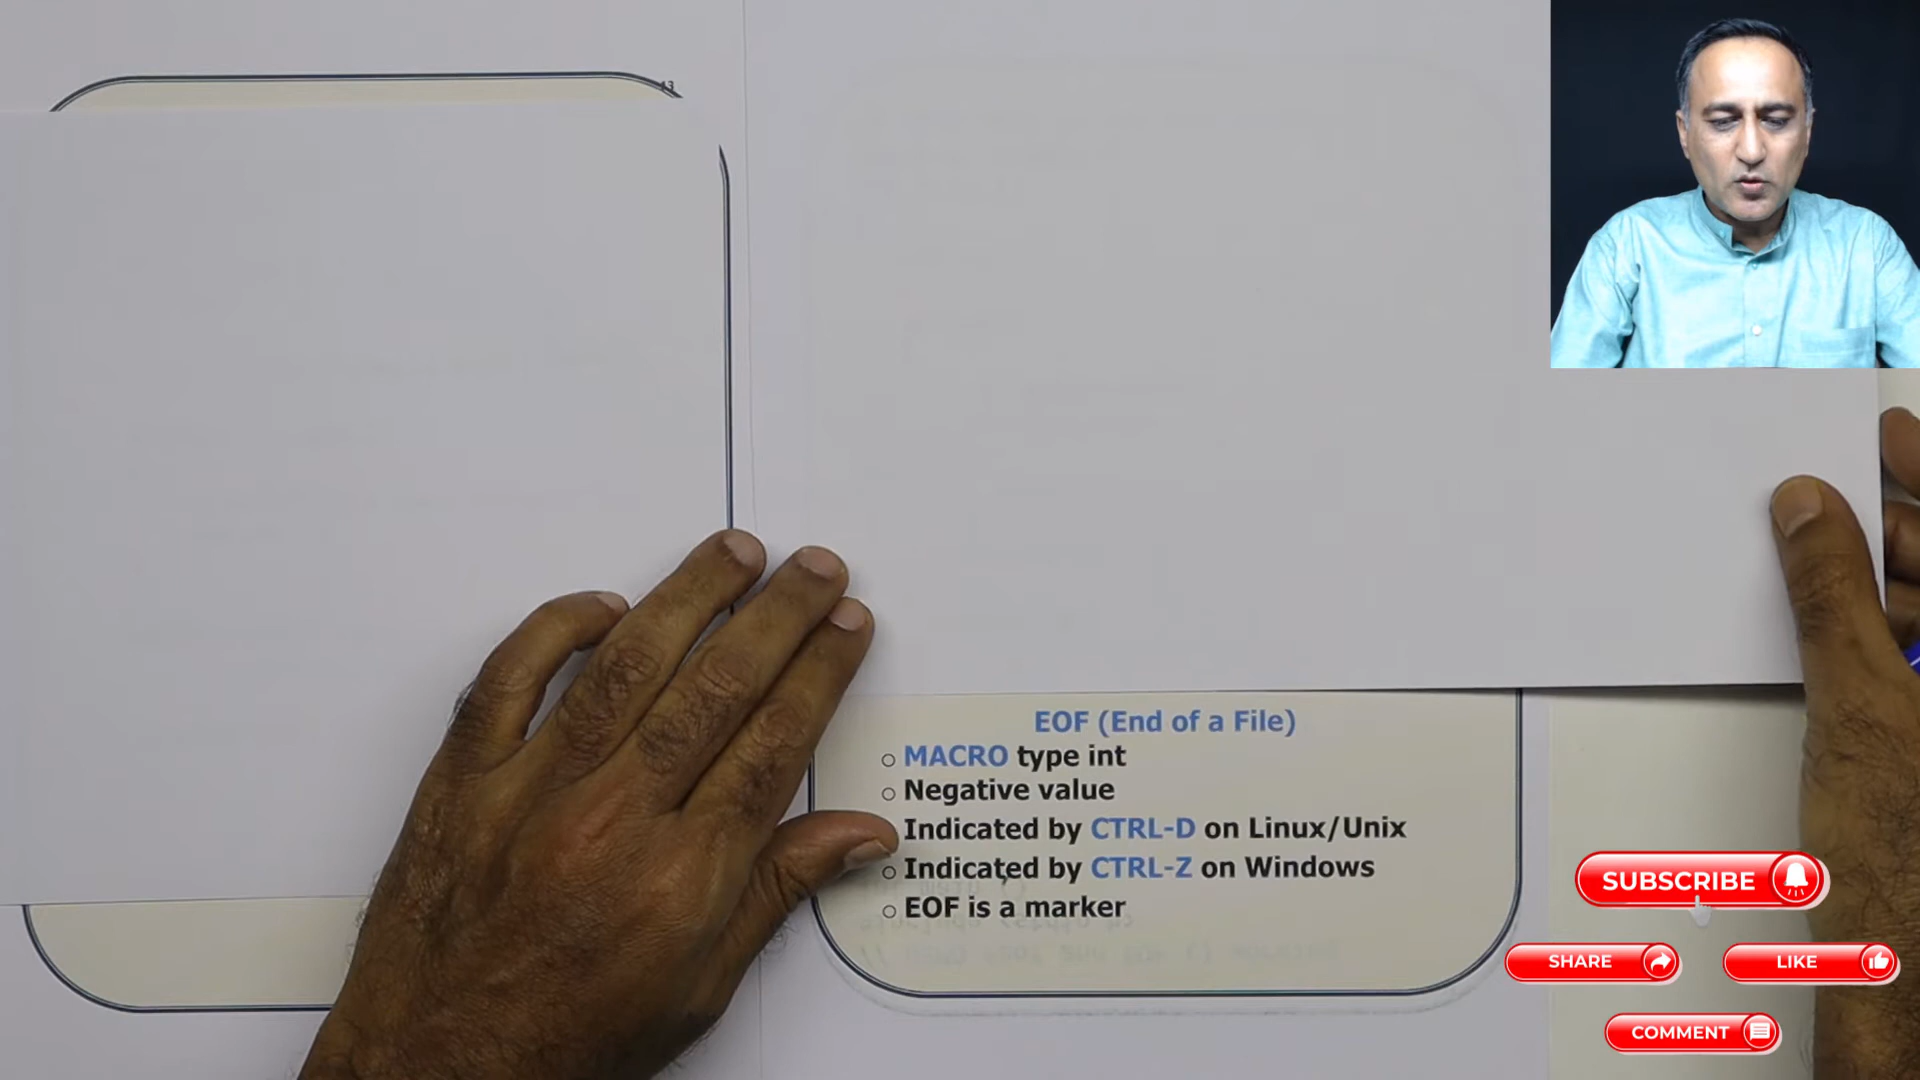 13
EOF (End of a File)
MACRO type int
Negative value
Indicated by CTRL-D on Linux/Unix
Indicated by CTRL-Z on Windows
EOF is a marker
SUBSCRIBE
SHARE
LIKE
COMMENT